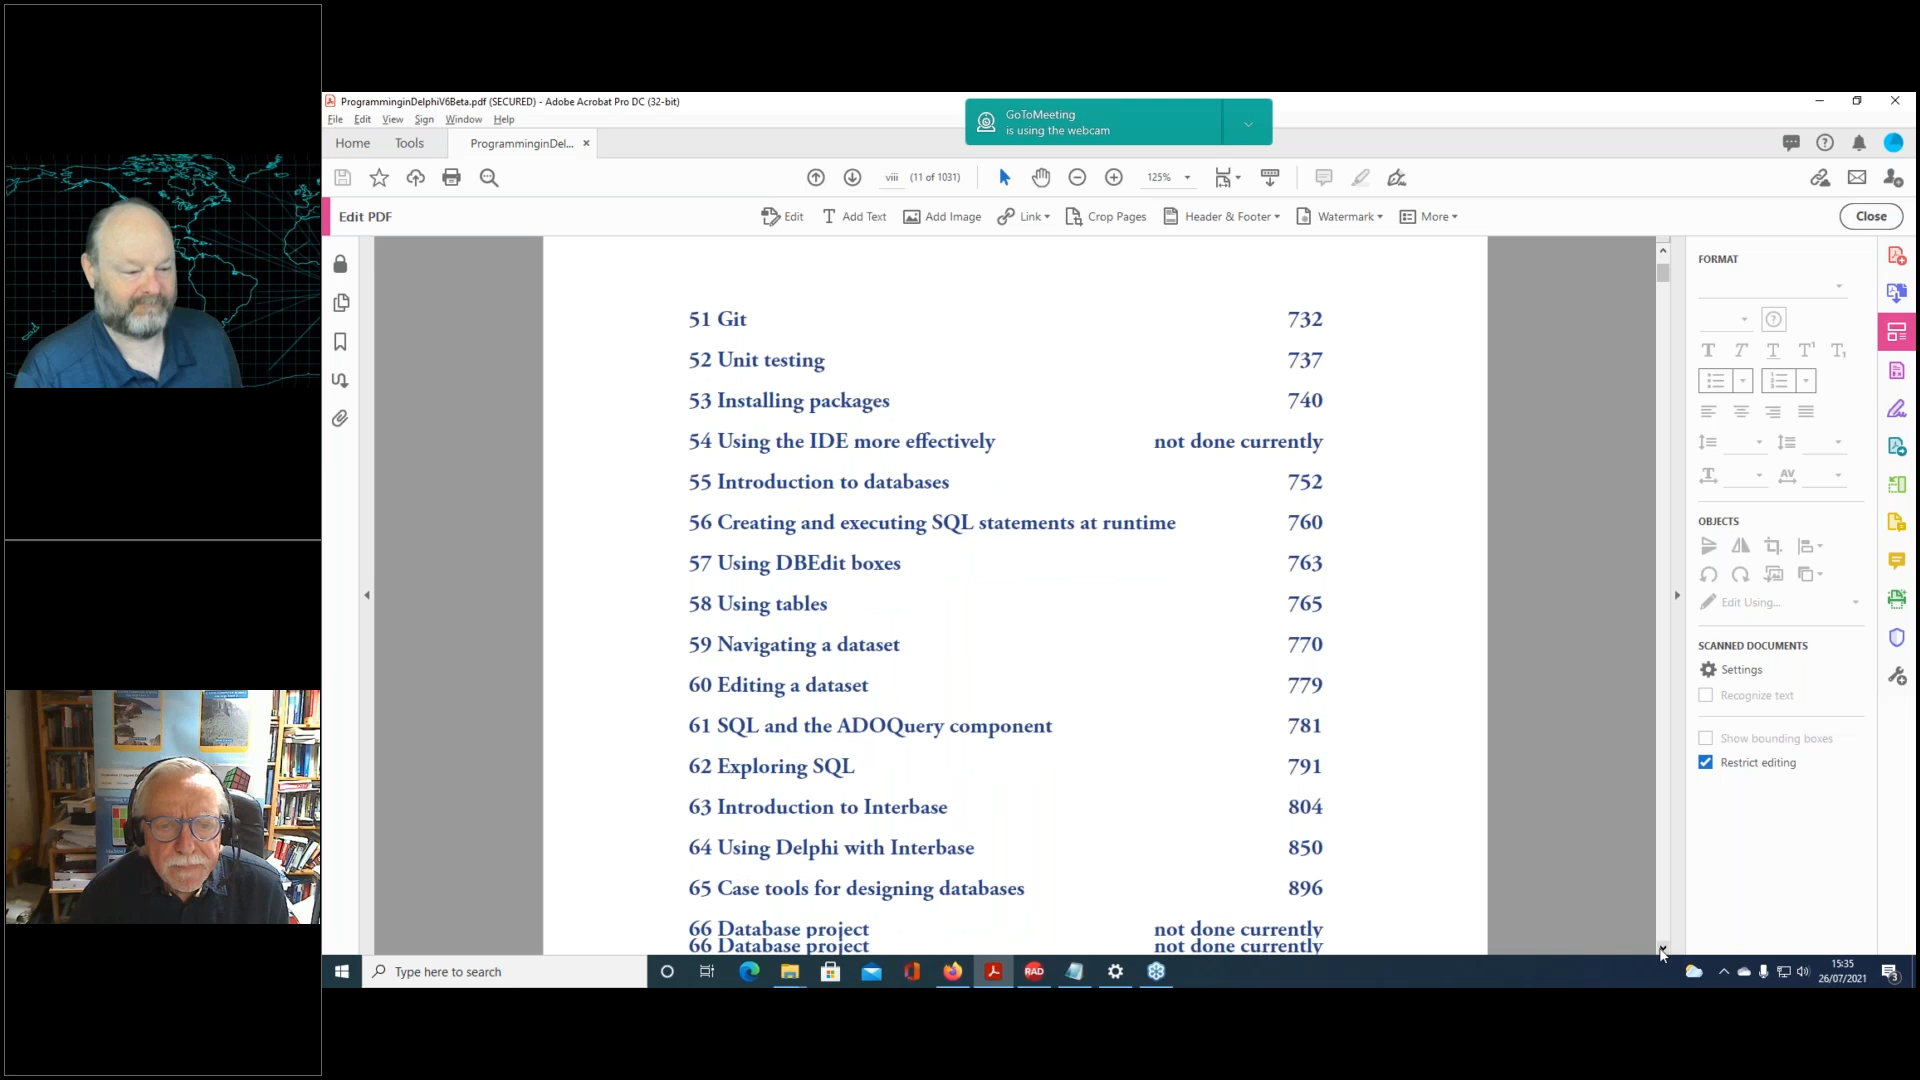 ProgramminginDelphiV6Beta.pdf (SECURED) - Adobe Acrobat Pro DC (32-bit)
File Edit View Sign Window Help
GoToMeeting
is using the webcam
Home Tools ProgramminginDel...
viii (11 of 1031) 125%
Edit PDF Edit Add Text Add Image Link Crop Pages Header & Footer Watermark More Close
51 Git 732
52 Unit testing 737
53 Installing packages 740
54 Using the IDE more effectively not done currently
55 Introduction to databases 752
56 Creating and executing SQL statements at runtime 760
57 Using DBEdit boxes 763
58 Using tables 765
59 Navigating a dataset 770
60 Editing a dataset 779
61 SQL and the ADOQuery component 781
62 Exploring SQL 791
63 Introduction to Interbase 804
64 Using Delphi with Interbase 850
65 Case tools for designing databases 896
66 Database project not done currently
66 Database project not done currently
FORMAT
OBJECTS
Edit Using...
SCANNED DOCUMENTS
Settings
Recognize text
Show bounding boxes
Restrict editing
Type here to search
RAD
15:35
26/07/2021
3